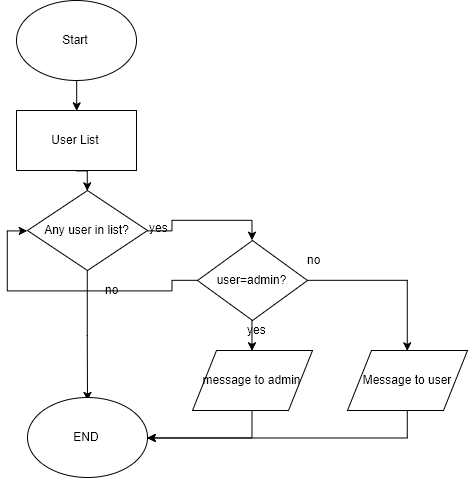 Start
User List
Any user in list?
yes
no
user=admin?
no
yes
message to admin
Message to user
END